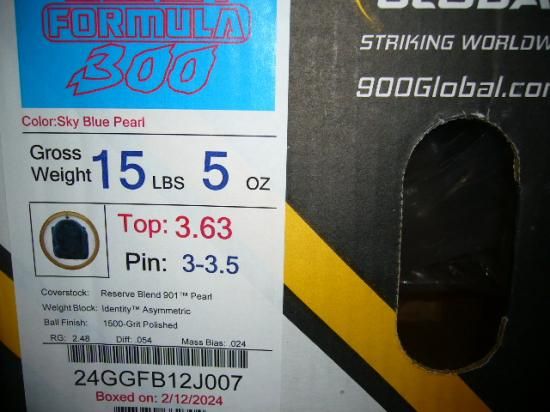 FORMULA
300
Color:Sky Blue Pearl
Gross Weight 15 LBS 5 OZ
Top: 3.63
Pin: 3-3.5
Coverstock: Reserve Blend 901™ Pearl
Weight Block: Identity™ Asymmetric
Ball Finish: 1500-Grit Polished
RG: 2.48 Diff: .054 Mass Bias: .024
24GGFB12J007
Boxed on: 2/12/2024
GLOBAL
STRIKING WORLDW
900Global.com